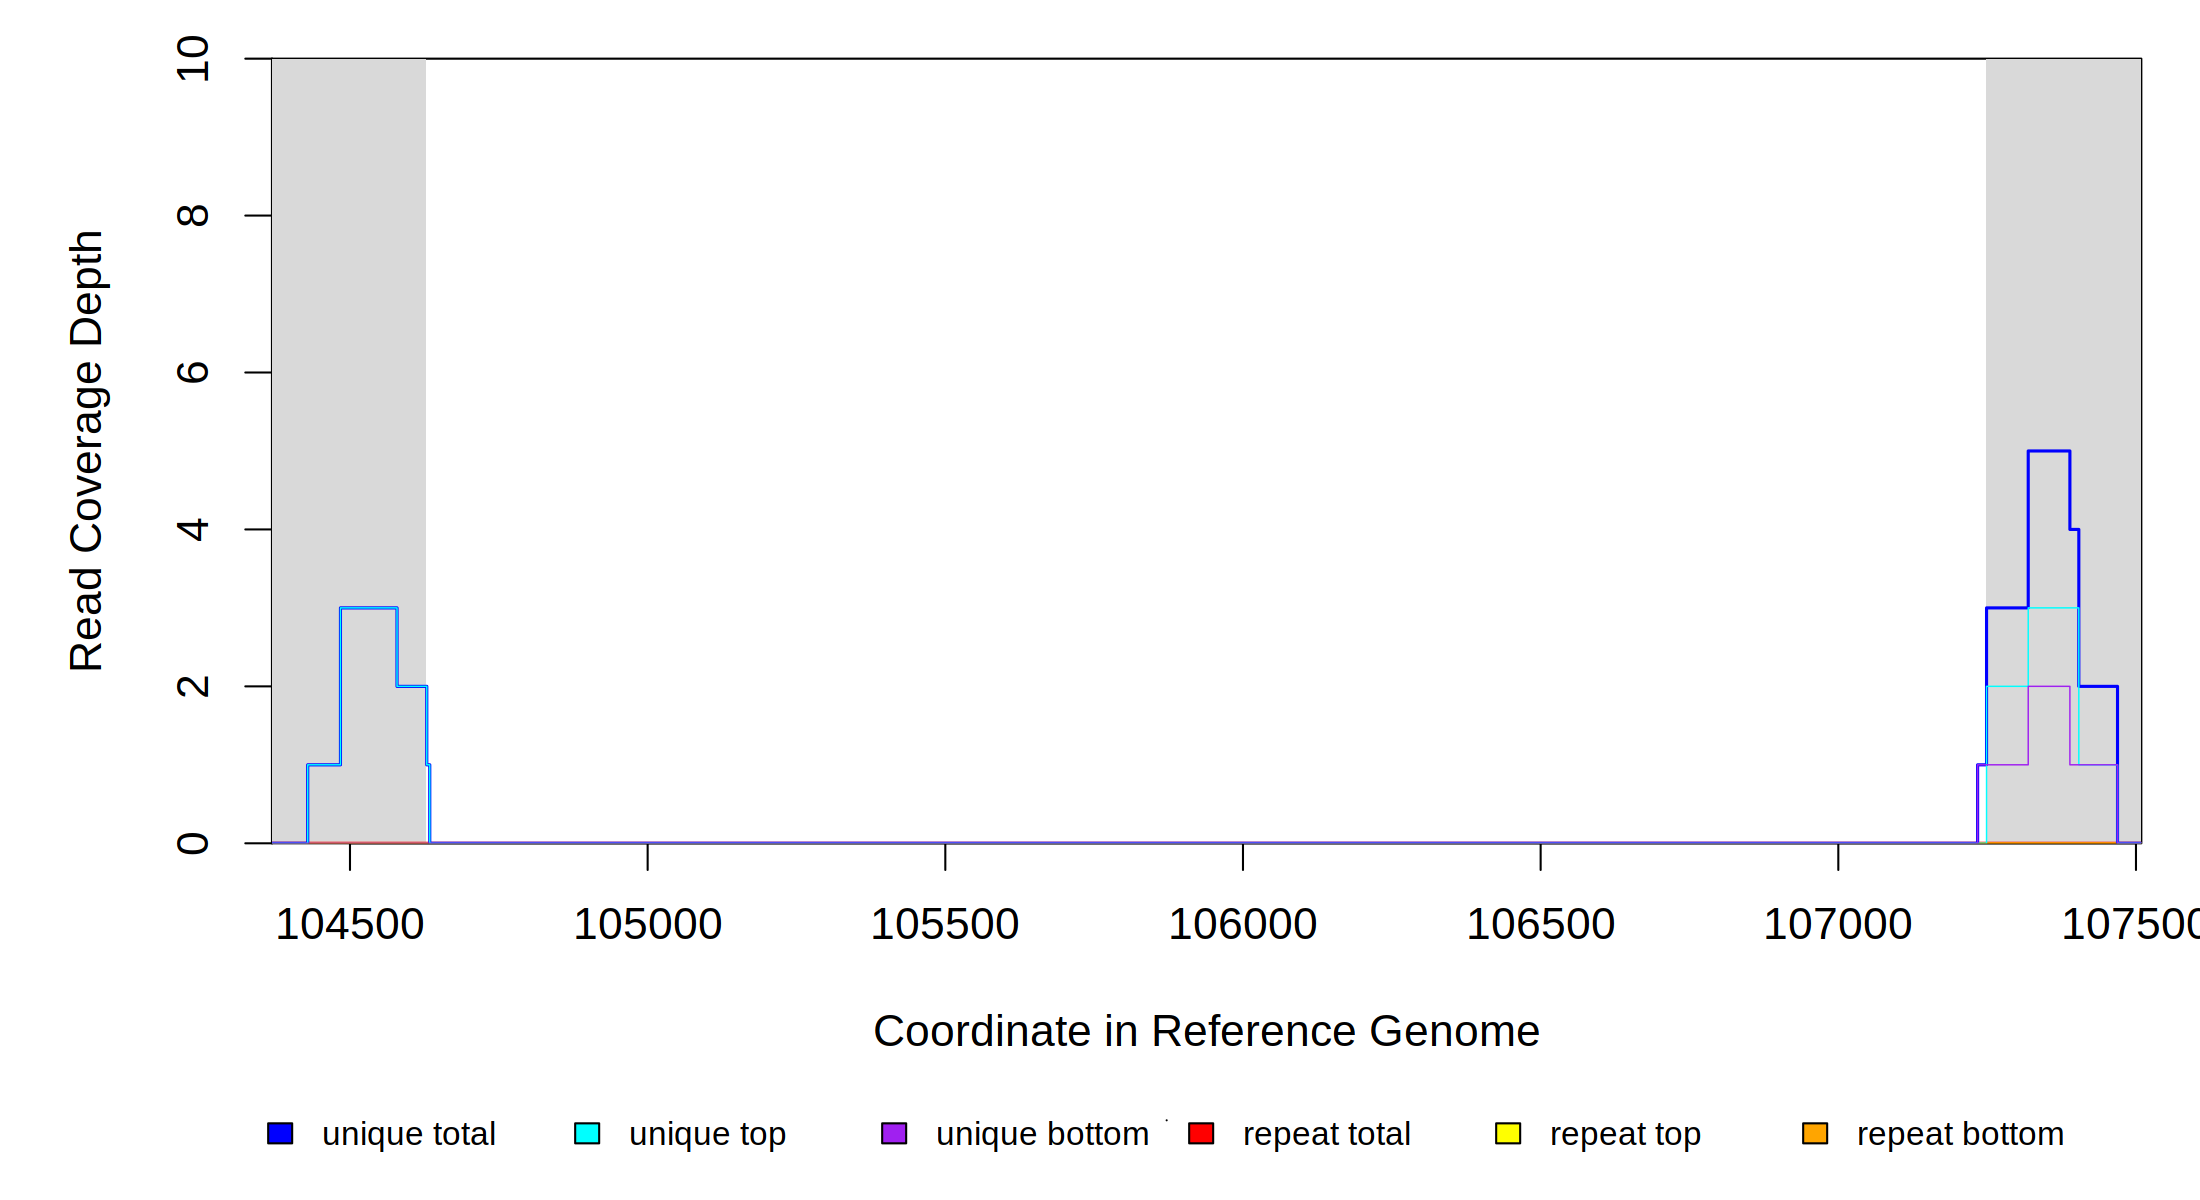 Read Coverage Depth
10
8
6
4
2
0
104500 105000 105500 106000 106500 107000 107500
Coordinate in Reference Genome
unique total unique top unique bottom repeat total repeat top repeat bottom